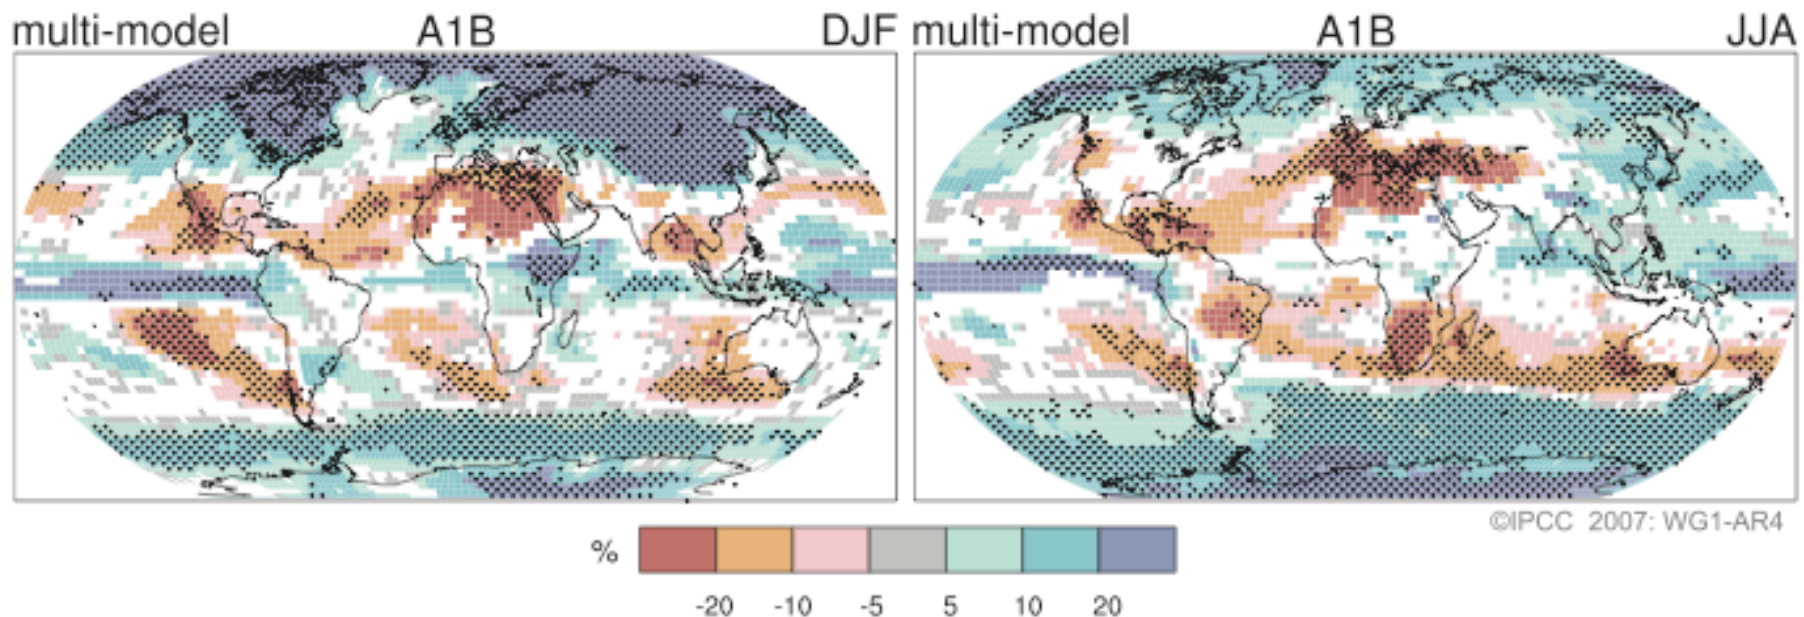 multi-model A1B DJF
multi-model A1B JJA
©IPCC 2007: WG1-AR4
%
-20 -10 -5 5 10 20